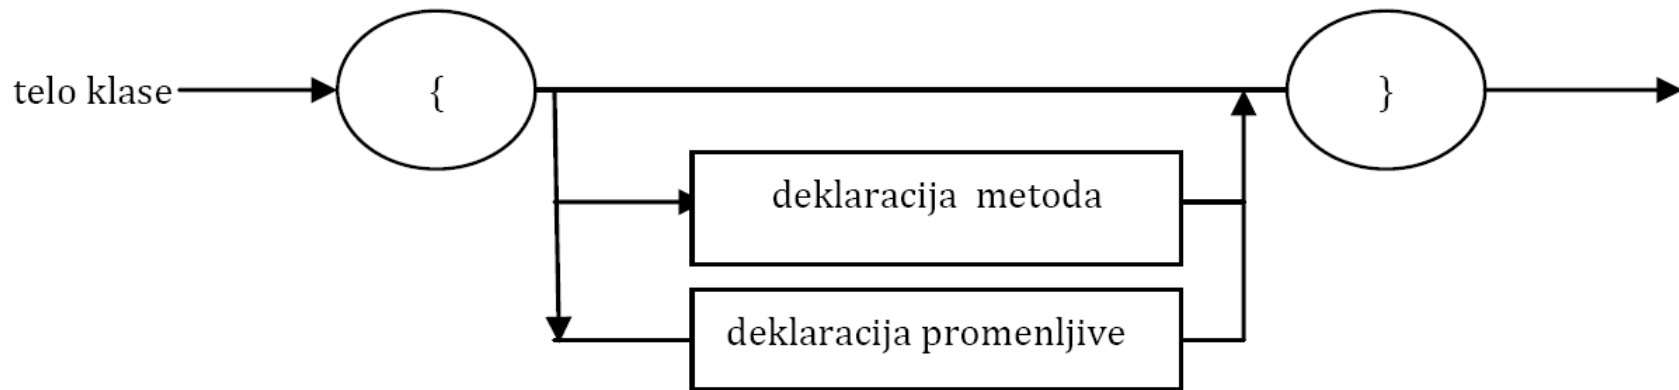 telo klase
{
}
deklaracija metoda
deklaracija promenljive